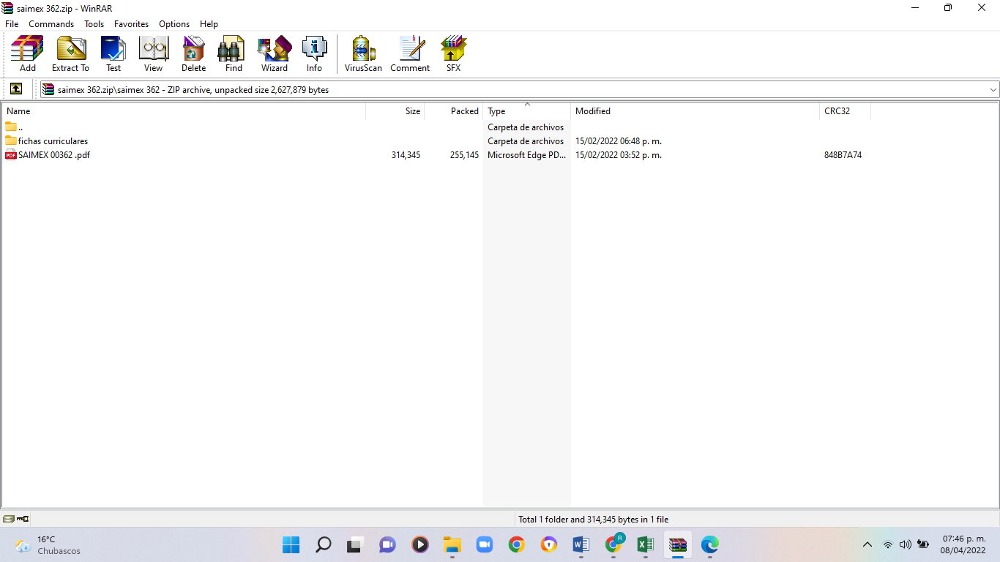 saimex 362.zip - WinRAR
File Commands Tools Favorites Options Help
Add Extract To Test View Delete Find Wizard Info VirusScan Comment SFX
saimex 362.zip\saimex 362 - ZIP archive, unpacked size 2,627,879 bytes
Name Size Packed Type Modified CRC32
.. Carpeta de archivos
fichas curriculares Carpeta de archivos 15/02/2022 06:48 p. m.
PDF SAIMEX 00362 .pdf 314,345 255,145 Microsoft Edge PD... 15/02/2022 03:52 p. m. 848B7A74
Total 1 folder and 314,345 bytes in 1 file
16°C
Chubascos
R
07:46 p. m.
08/04/2022